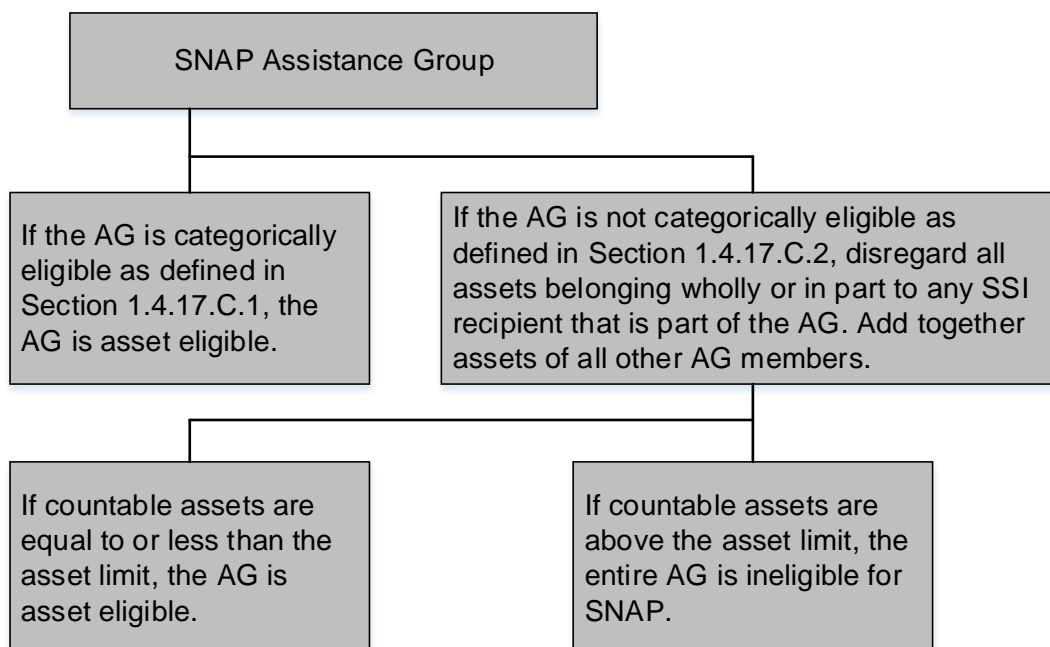 SNAP Assistance Group
If the AG is categorically
eligible as defined in
Section 1.4.17.C.1, the
AG is asset eligible.
If the AG is not categorically eligible as
defined in Section 1.4.17.C.2, disregard all
assets belonging wholly or in part to any SSI
recipient that is part of the AG. Add together
assets of all other AG members.
If countable assets are
equal to or less than the
asset limit, the AG is
asset eligible.
If countable assets are
above the asset limit, the
entire AG is ineligible for
SNAP.